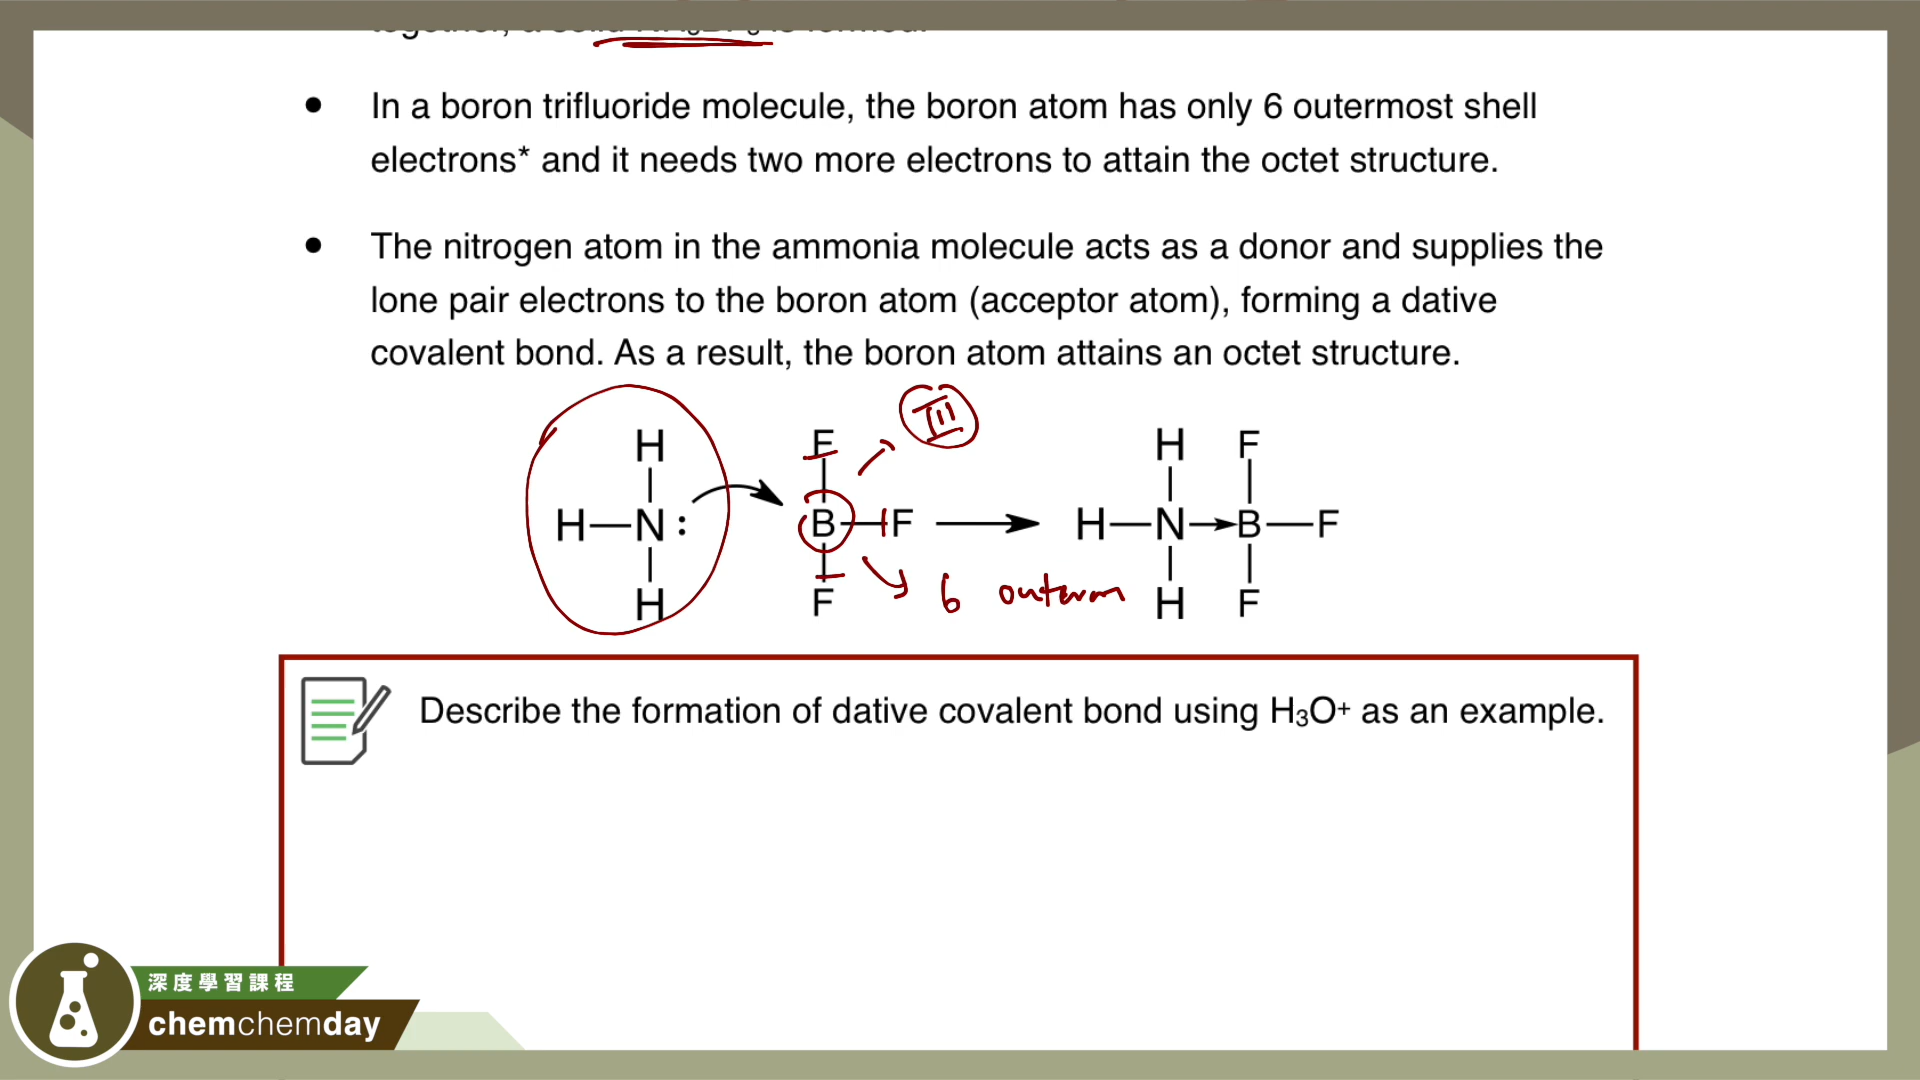 In a boron trifluoride molecule, the boron atom has only 6 outermost shell
electrons* and it needs two more electrons to attain the octet structure.
The nitrogen atom in the ammonia molecule acts as a donor and supplies the
lone pair electrons to the boron atom (acceptor atom), forming a dative
covalent bond. As a result, the boron atom attains an octet structure.
III
H F H F
H—N: B—F H—N→B—F
H F 6 outerm H F
Describe the formation of dative covalent bond using H₃O⁺ as an example.
深度學習課程
chemchemday